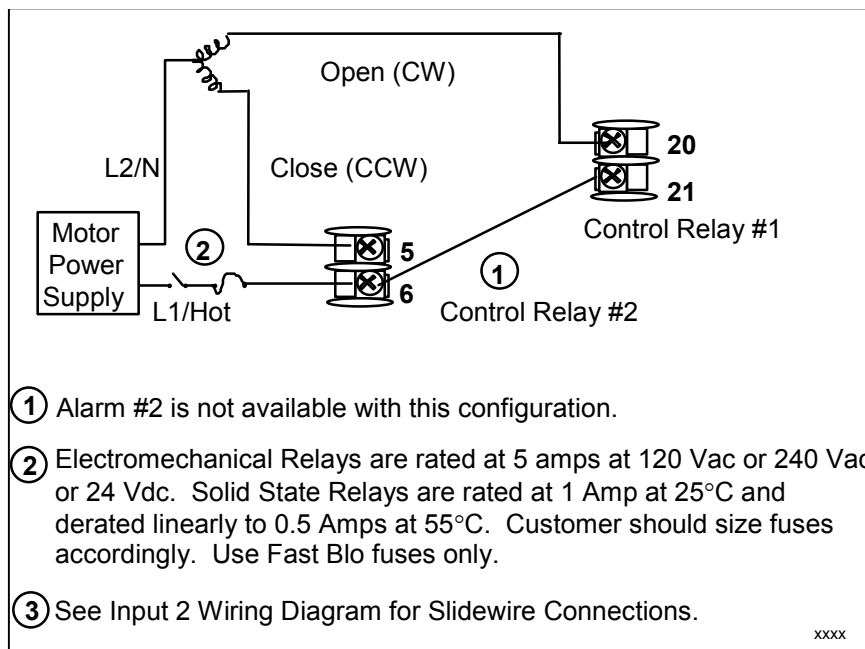 Open (CW)
L2/N
Close (CCW)
20
21
Control Relay #1
Motor
Power
Supply
2
5
6
1
L1/Hot
Control Relay #2
1 Alarm #2 is not available with this configuration.
2 Electromechanical Relays are rated at 5 amps at 120 Vac or 240 Vac
or 24 Vdc. Solid State Relays are rated at 1 Amp at 25°C and
derated linearly to 0.5 Amps at 55°C. Customer should size fuses
accordingly. Use Fast Blo fuses only.
3 See Input 2 Wiring Diagram for Slidewire Connections.
xxxx